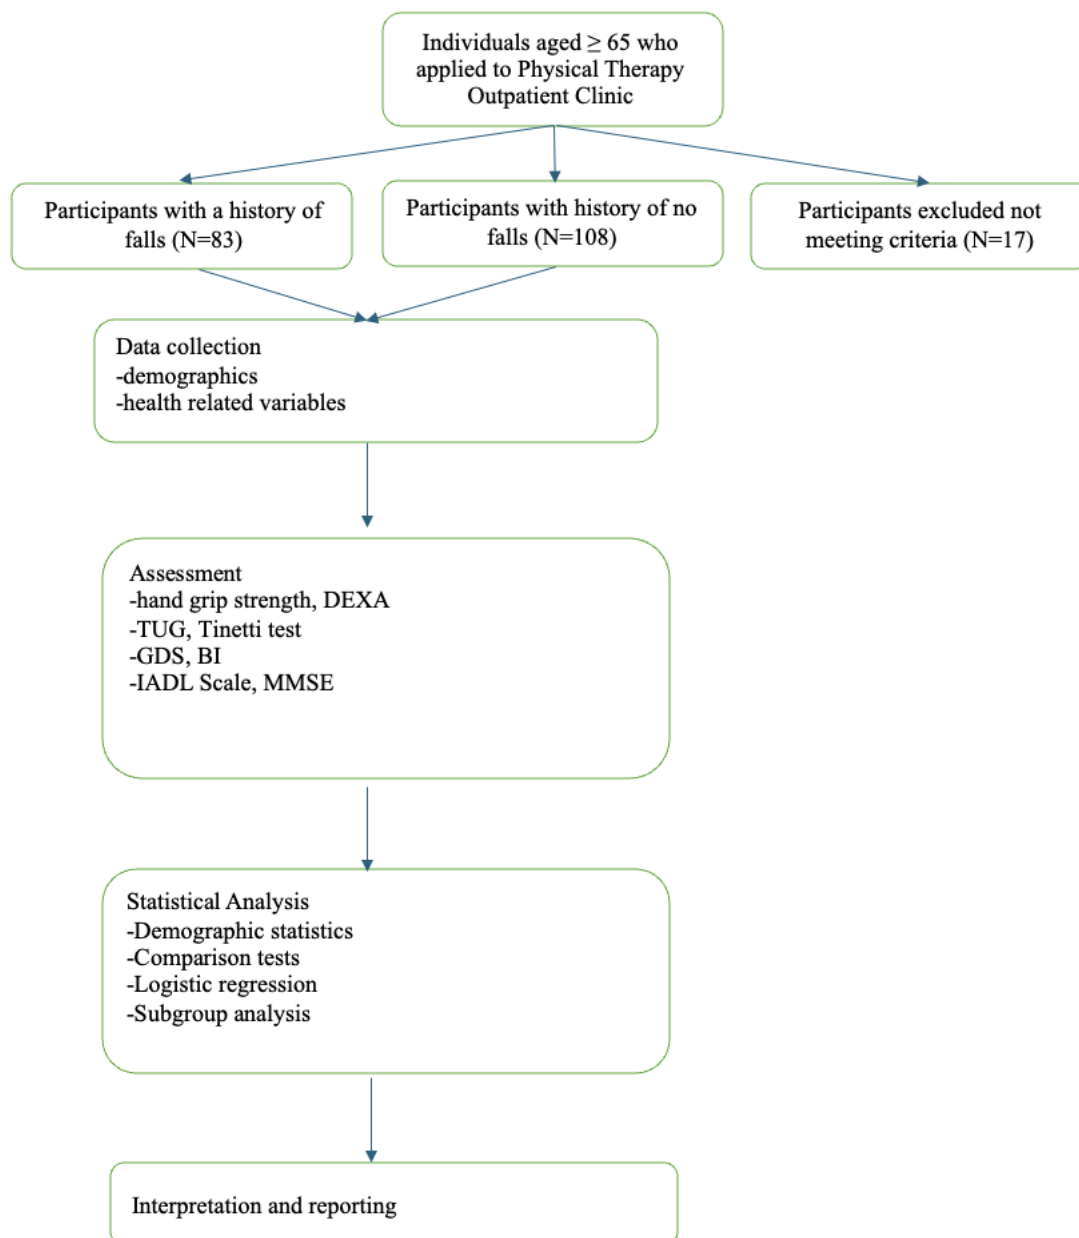 Individuals aged ≥ 65 who
applied to Physical Therapy
Outpatient Clinic
Participants with a history of
falls (N=83)
Participants with history of no
falls (N=108)
Participants excluded not
meeting criteria (N=17)
Data collection
-demographics
-health related variables
Assessment
-hand grip strength, DEXA
-TUG, Tinetti test
-GDS, BI
-IADL Scale, MMSE
Statistical Analysis
-Demographic statistics
-Comparison tests
-Logistic regression
-Subgroup analysis
Interpretation and reporting